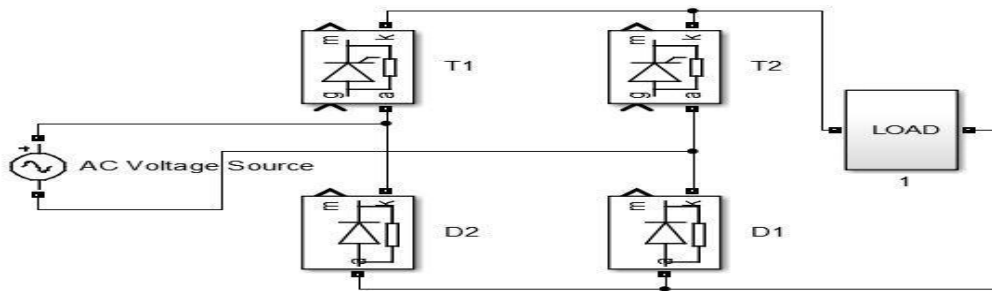 m k
g a
T1
m k
g a
T2
LOAD
1
+
AC Voltage Source
m k
a
D2
m k
a
D1